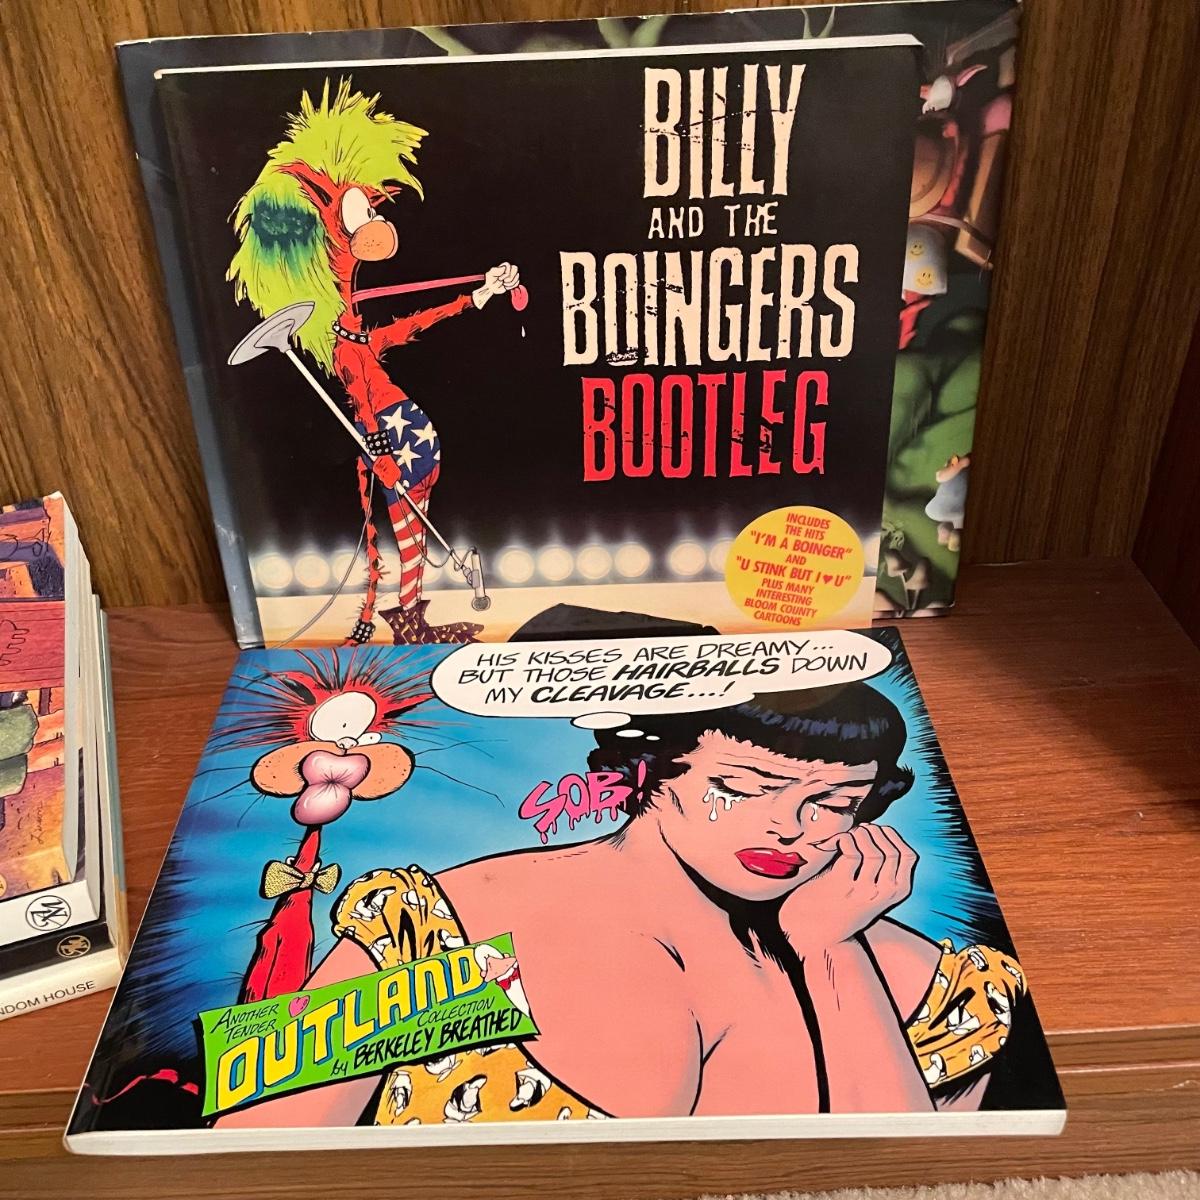 BILLY
AND THE
BOINGERS
BOOTLEG
INCLUDES
THE HITS
"I'M A BOINGER"
AND
"U STINK BUT I ♥ U"
PLUS MANY
INTERESTING
BLOOM COUNTY
CARTOONS
HIS KISSES ARE DREAMY...
BUT THOSE HAIRBALLS DOWN
MY CLEAVAGE...!
SOB!
ANOTHER
TENDER
OUTLAND
COLLECTION
by BERKELEY BREATHED
NDOM HOUSE